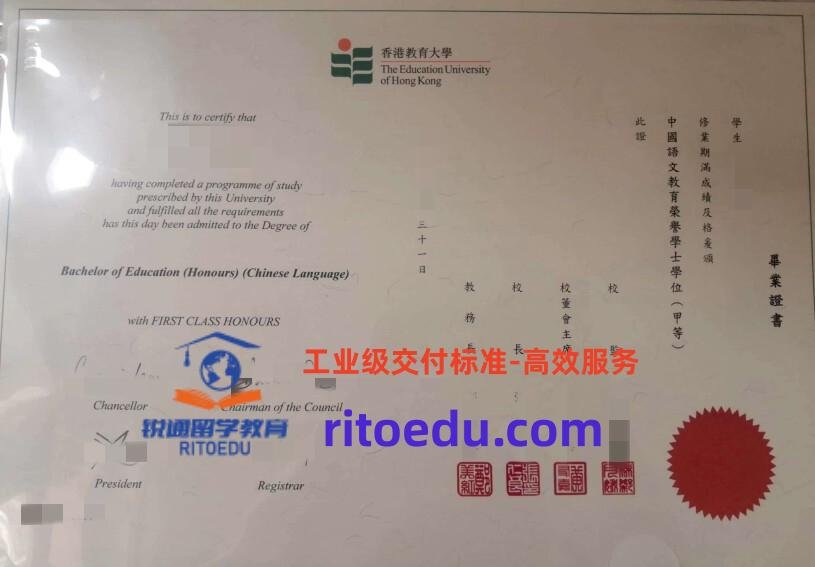 香港教育大學
The Education University
of Hong Kong
This is to certify that
having completed a programme of study
prescribed by this University
and fulfilled all the requirements
has this day been admitted to the Degree of
Bachelor of Education (Honours) (Chinese Language)
with FIRST CLASS HONOURS
Chancellor
Chairman of the Council
President
Registrar
畢業證書
學生
修業期滿成績及格爰頒
中國語文教育榮譽學士學位（甲等）
此證
校
校董會主席
校長
教務長
三十一日
工业级交付标准-高效服务
锐通留学教育
RITOEDU
ritoedu.com